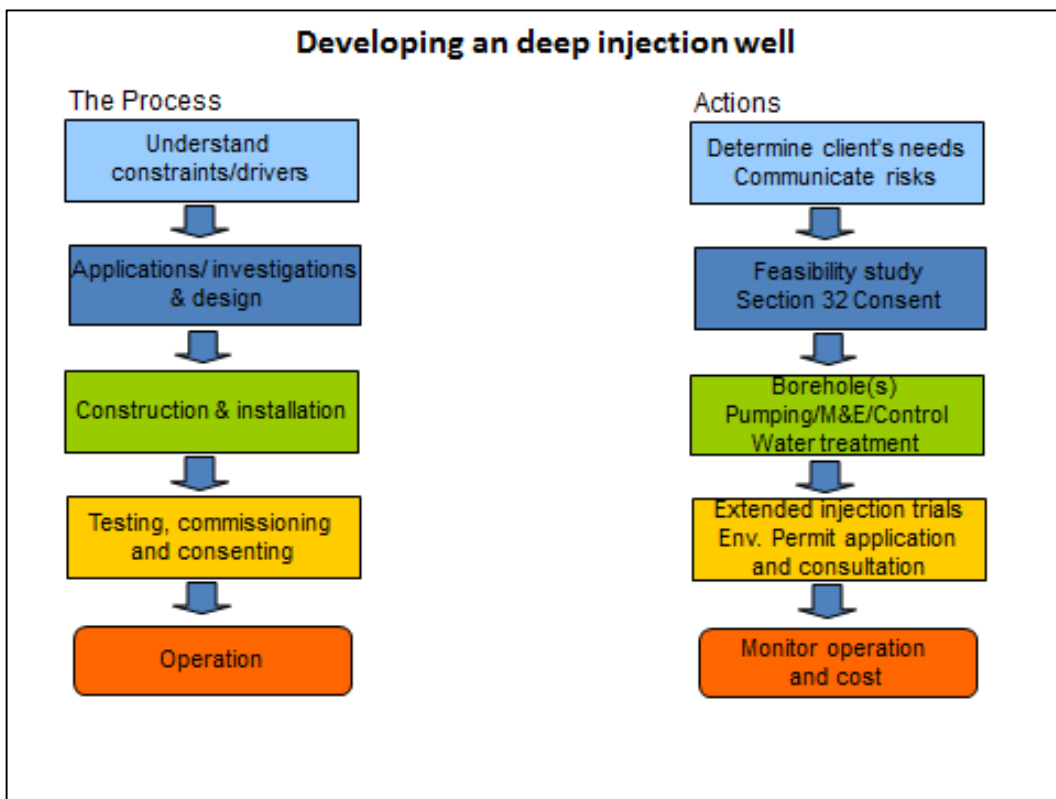 Developing an deep injection well
The Process
Understand
constraints/drivers
Applications/ investigations
& design
Construction & installation
Testing, commissioning
and consenting
Operation
Actions
Determine client's needs
Communicate risks
Feasibility study
Section 32 Consent
Borehole(s)
Pumping/M&E/Control
Water treatment
Extended injection trials
Env. Permit application
and consultation
Monitor operation
and cost